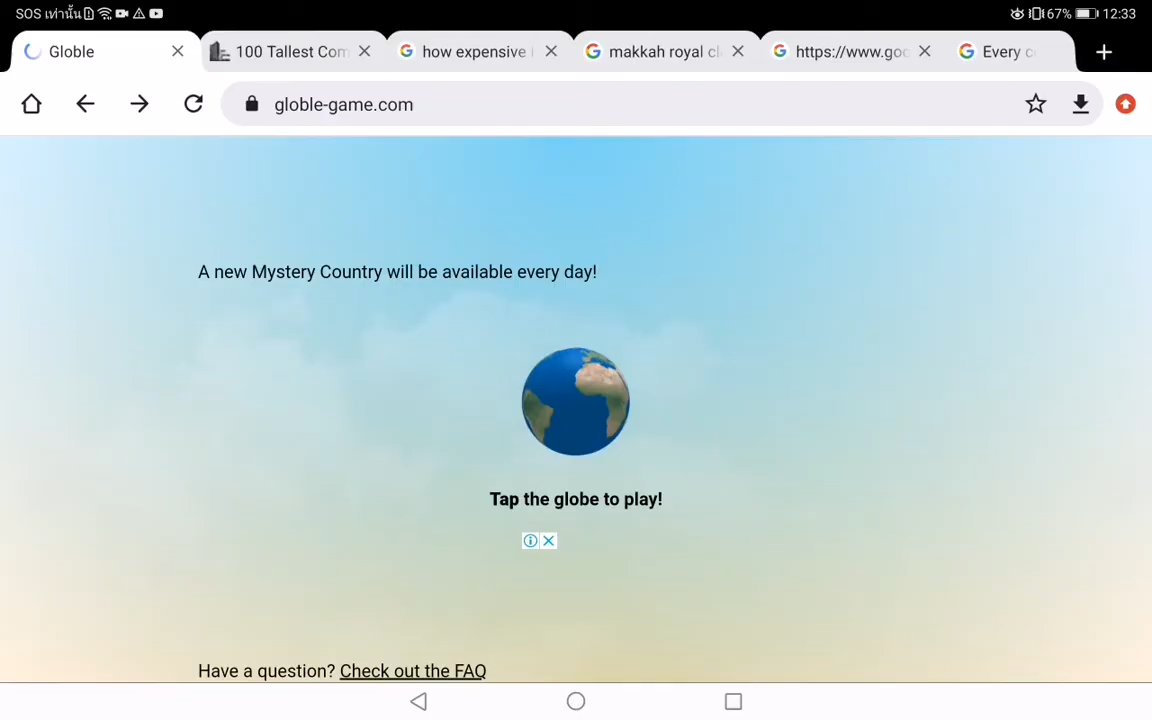 SOS เท่านั้น 67% 12:33
Globle 100 Tallest Com how expensive makkah royal cl https://www.goo Every c
globle-game.com
A new Mystery Country will be available every day!
Tap the globe to play!
Have a question? Check out the FAQ